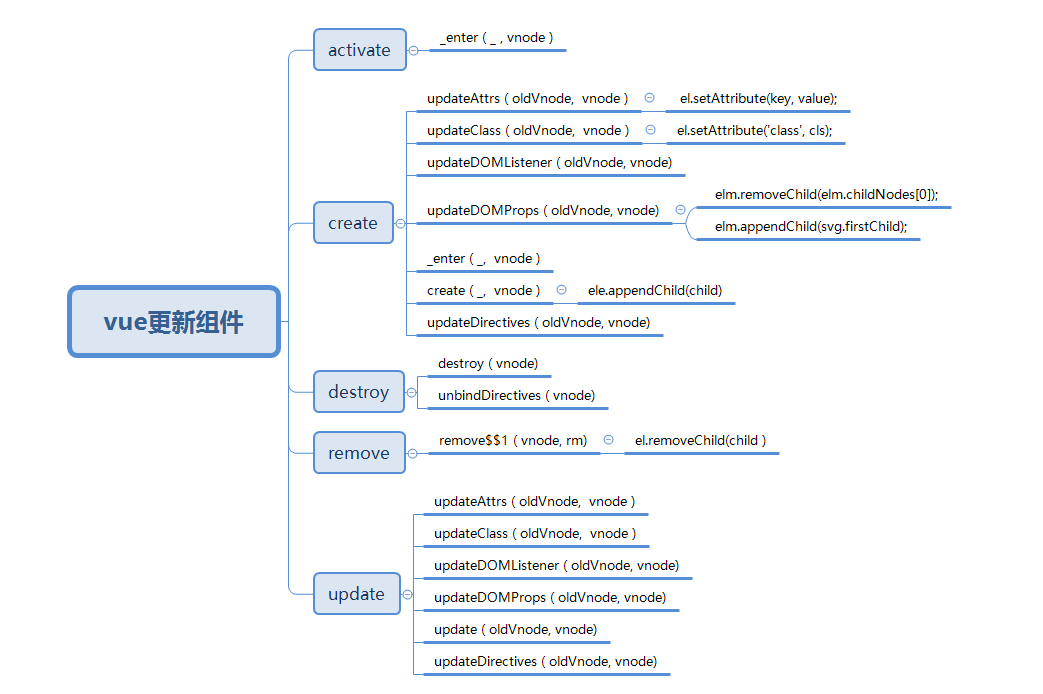 vue更新组件
activate
_enter ( _ , vnode )
create
updateAttrs ( oldVnode,  vnode )
el.setAttribute(key, value);
updateClass ( oldVnode,  vnode )
el.setAttribute('class', cls);
updateDOMListener ( oldVnode, vnode)
updateDOMProps ( oldVnode, vnode)
elm.removeChild(elm.childNodes[0]);
elm.appendChild(svg.firstChild);
_enter ( _,  vnode )
create ( _,  vnode )
ele.appendChild(child)
updateDirectives ( oldVnode, vnode)
destroy
destroy ( vnode)
unbindDirectives ( vnode)
remove
remove$$1 ( vnode, rm)
el.removeChild(child )
update
updateAttrs ( oldVnode,  vnode )
updateClass ( oldVnode,  vnode )
updateDOMListener ( oldVnode, vnode)
updateDOMProps ( oldVnode, vnode)
update ( oldVnode, vnode)
updateDirectives ( oldVnode, vnode)